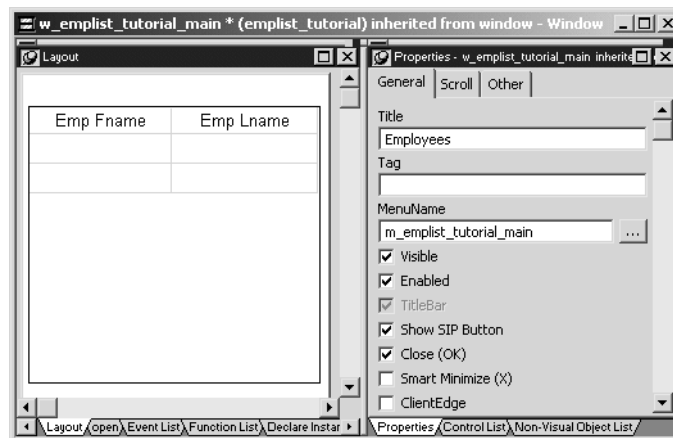 w_emplist_tutorial_main * (emplist_tutorial) inherited from window - Window
Layout
Emp Fname Emp Lname
Layout open Event List Function List Declare Instar
Properties - w_emplist_tutorial_main inherite
General Scroll Other
Title
Employees
Tag
MenuName
m_emplist_tutorial_main ...
Visible
Enabled
TitleBar
Show SIP Button
Close (OK)
Smart Minimize (X)
ClientEdge
Properties Control List Non-Visual Object List